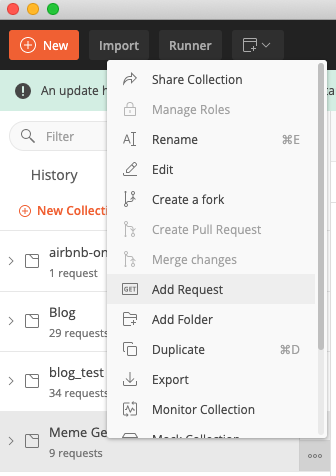 New
Import
Runner
An update h
Filter
History
New Collecti
airbnb-on
1 request
Blog
29 requests
blog_test
34 requests
Meme Ge
9 requests
Share Collection
Manage Roles
Rename ⌘E
Edit
Create a fork
Create Pull Request
Merge changes
GET Add Request
Add Folder
Duplicate ⌘D
Export
Monitor Collection
Mock Collection